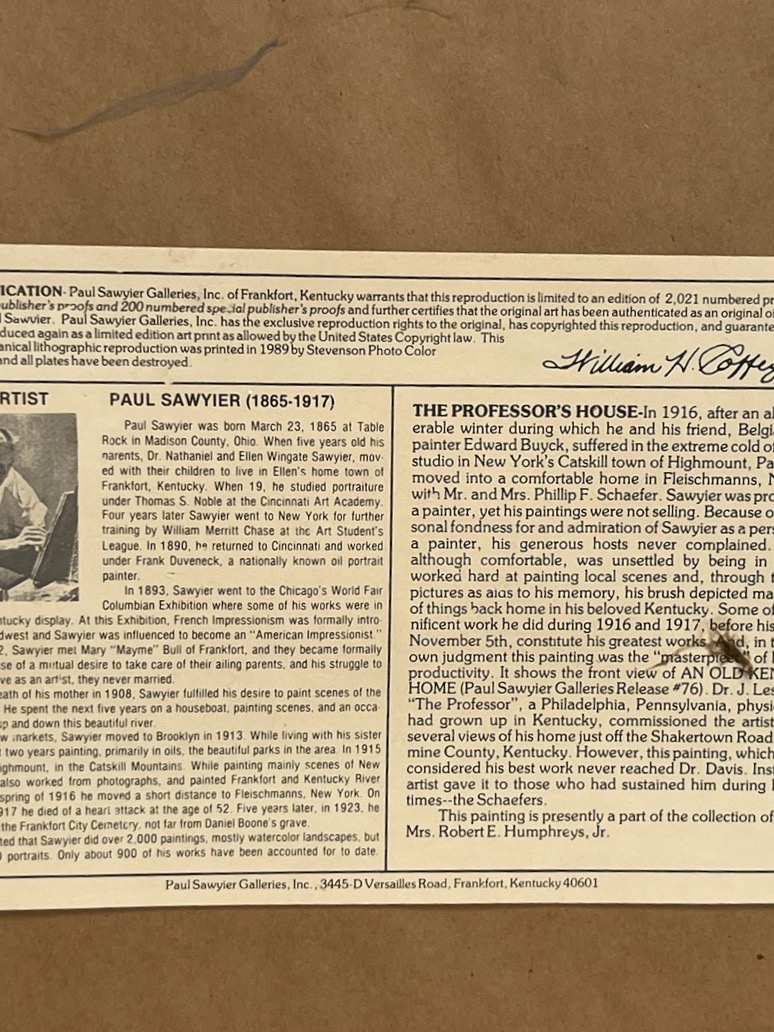 ICATION- Paul Sawyier Galleries, Inc. of Frankfort, Kentucky warrants that this reproduction is limited to an edition of 2,021 numbered pr
ublisher's proofs and 200 numbered special publisher's proofs and further certifies that the original art has been authenticated as an original oi
l Sawyier. Paul Sawyier Galleries, Inc. has the exclusive reproduction rights to the original, has copyrighted this reproduction, and guarante
duced again as a limited edition art print as allowed by the United States Copyright law. This
anical lithographic reproduction was printed in 1989 by Stevenson Photo Color
and all plates have been destroyed.
William H. Coffey
RTIST
PAUL SAWYIER (1865-1917)
Paul Sawyier was born March 23, 1865 at Table
Rock in Madison County, Ohio. When five years old his
parents, Dr. Nathaniel and Ellen Wingate Sawyier, mov-
ed with their children to live in Ellen's home town of
Frankfort, Kentucky. When 19, he studied portraiture
under Thomas S. Noble at the Cincinnati Art Academy.
Four years later Sawyier went to New York for further
training by William Merritt Chase at the Art Student's
League. In 1890, he returned to Cincinnati and worked
under Frank Duveneck, a nationally known oil portrait
painter.
In 1893, Sawyier went to the Chicago's World Fair
Columbian Exhibition where some of his works were in
tucky display. At this Exhibition, French Impressionism was formally intro-
dwest and Sawyier was influenced to become an "American Impressionist."
2, Sawyier met Mary "Mayme" Bull of Frankfort, and they became formally
se of a mutual desire to take care of their ailing parents, and his struggle to
ve as an artist, they never married.
eath of his mother in 1908, Sawyier fulfilled his desire to paint scenes of the
He spent the next five years on a houseboat, painting scenes, and an occa-
up and down this beautiful river.
w markets, Sawyier moved to Brooklyn in 1913. While living with his sister
t two years painting, primarily in oils, the beautiful parks in the area. In 1915
ighmount, in the Catskill Mountains. While painting mainly scenes of New
also worked from photographs, and painted Frankfort and Kentucky River
spring of 1916 he moved a short distance to Fleischmanns, New York. On
917 he died of a heart attack at the age of 52. Five years later, in 1923, he
the Frankfort City Cemetery, not far from Daniel Boone's grave.
ted that Sawyier did over 2,000 paintings, mostly watercolor landscapes, but
0 portraits. Only about 900 of his works have been accounted for to date.
THE PROFESSOR'S HOUSE-In 1916, after an al
erable winter during which he and his friend, Belgi
painter Edward Buyck, suffered in the extreme cold o
studio in New York's Catskill town of Highmount, Pa
moved into a comfortable home in Fleischmanns, N
with Mr. and Mrs. Phillip F. Schaefer. Sawyier was pro
a painter, yet his paintings were not selling. Because o
sonal fondness for and admiration of Sawyier as a pers
a painter, his generous hosts never complained.
although comfortable, was unsettled by being in
worked hard at painting local scenes and, through t
pictures as aids to his memory, his brush depicted ma
of things back home in his beloved Kentucky. Some of
nificent work he did during 1916 and 1917, before his
November 5th, constitute his greatest works. And, in t
own judgment this painting was the "masterpiece" of h
productivity. It shows the front view of AN OLD KEN
HOME (Paul Sawyier Galleries Release #76). Dr. J. Les
"The Professor", a Philadelphia, Pennsylvania, physi
had grown up in Kentucky, commissioned the artist
several views of his home just off the Shakertown Road
mine County, Kentucky. However, this painting, which
considered his best work never reached Dr. Davis. Inst
artist gave it to those who had sustained him during h
times--the Schaefers.
This painting is presently a part of the collection of
Mrs. Robert E. Humphreys, Jr.
Paul Sawyier Galleries, Inc., 3445-D Versailles Road, Frankfort, Kentucky 40601